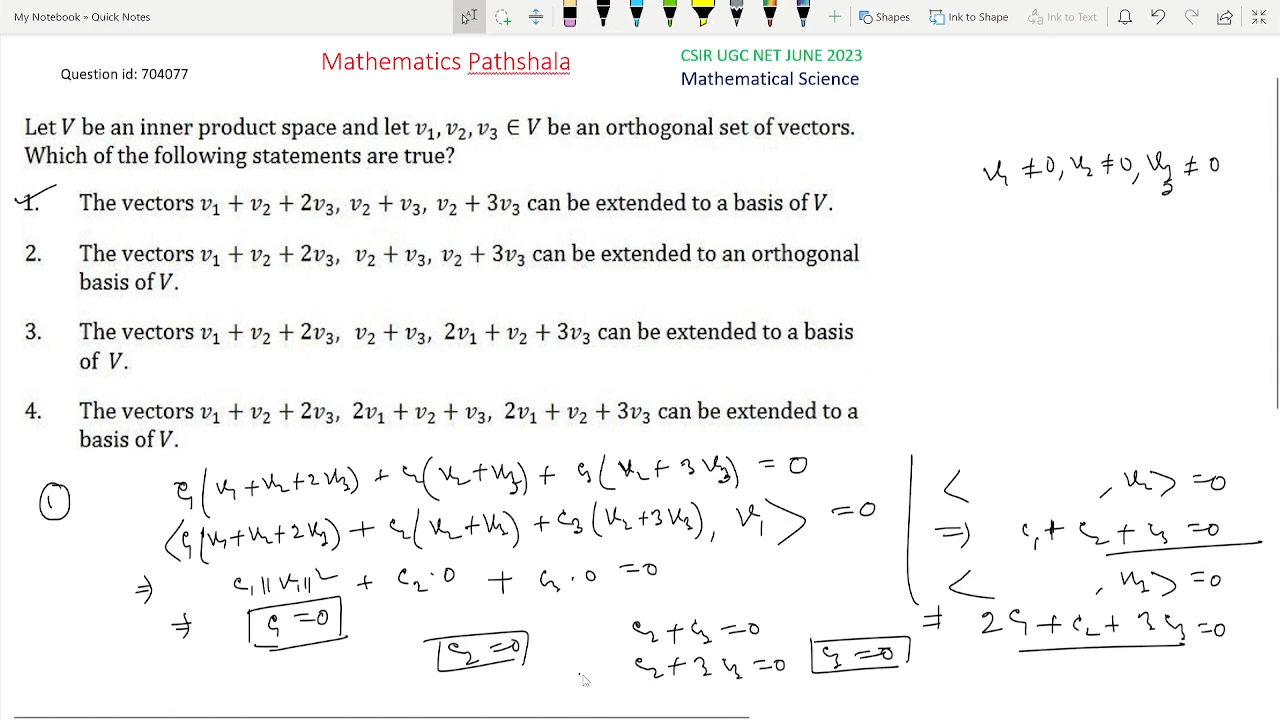 My Notebook » Quick Notes
Shapes Ink to Shape Ink to Text
Question id: 704077
Mathematics Pathshala
CSIR UGC NET JUNE 2023
Mathematical Science
Let V be an inner product space and let v₁, v₂, v₃ ∈ V be an orthogonal set of vectors.
Which of the following statements are true?
v₁ ≠0, v₂ ≠0, v₃ ≠ 0
1. The vectors v₁ + v₂ + 2v₃, v₂ + v₃, v₂ + 3v₃ can be extended to a basis of V.
2. The vectors v₁ + v₂ + 2v₃, v₂ + v₃, v₂ + 3v₃ can be extended to an orthogonal
basis of V.
3. The vectors v₁ + v₂ + 2v₃, v₂ + v₃, 2v₁ + v₂ + 3v₃ can be extended to a basis
of V.
4. The vectors v₁ + v₂ + 2v₃, 2v₁ + v₂ + v₃, 2v₁ + v₂ + 3v₃ can be extended to a
basis of V.
① c₁(v₁+v₂+2v₃) + c₂(v₂+v₃) + c₃(v₂+3v₃) = 0
⟨c₁(v₁+v₂+2v₃) + c₂(v₂+v₃) + c₃(v₂+3v₃), v₁⟩ = 0
⇒ c₁||v₁||² + c₂·0 + c₃·0 = 0
⇒ c₁ = 0
c₂ = 0
c₂+c₃ = 0
c₂+3c₃ = 0
c₃ = 0
⟨ , v₂⟩ = 0
⇒ c₁+c₂+c₃ = 0
⟨ , v₃⟩ = 0
⇒ 2c₁+c₂+3c₃ = 0